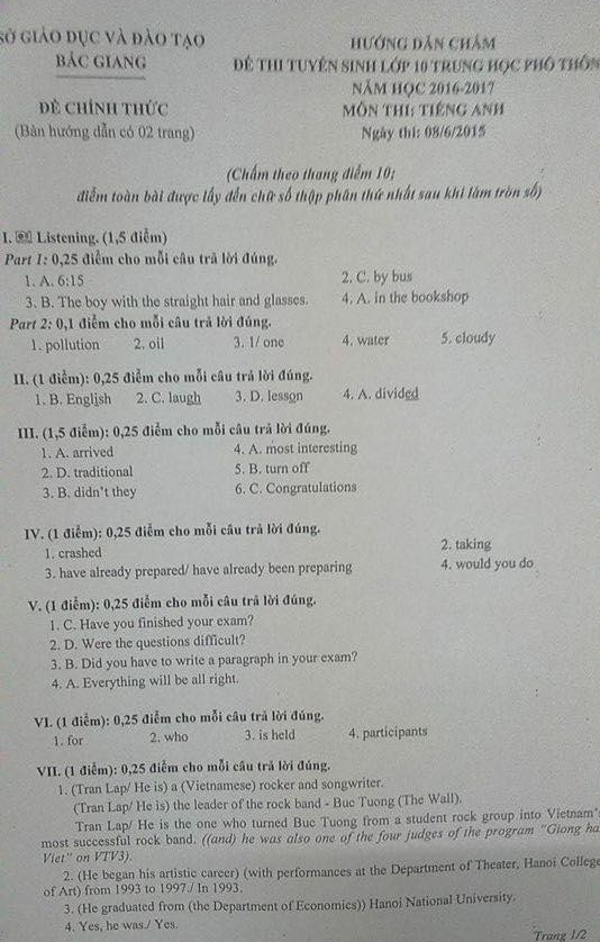 SỞ GIÁO DỤC VÀ ĐÀO TẠO
BẮC GIANG
HƯỚNG DẪN CHẤM
ĐỀ THI TUYỂN SINH LỚP 10 TRUNG HỌC PHỔ THÔN
NĂM HỌC 2016-2017
ĐỀ CHÍNH THỨC
MÔN THI: TIẾNG ANH
(Bản hướng dẫn có 02 trang)
Ngày thi: 08/6/2015
(Chấm theo thang điểm 10;
điểm toàn bài được lấy đến chữ số thập phân thứ nhất sau khi làm tròn số)
I. Listening. (1,5 điểm)
Part 1: 0,25 điểm cho mỗi câu trả lời đúng.
1. A. 6:15 2. C. by bus
3. B. The boy with the straight hair and glasses. 4. A. in the bookshop
Part 2: 0,1 điểm cho mỗi câu trả lời đúng.
1. pollution 2. oil 3. 1/ one 4. water 5. cloudy
II. (1 điểm): 0,25 điểm cho mỗi câu trả lời đúng.
1. B. English 2. C. laugh 3. D. lesson 4. A. divided
III. (1,5 điểm): 0,25 điểm cho mỗi câu trả lời đúng.
1. A. arrived 4. A. most interesting
2. D. traditional 5. B. turn off
3. B. didn't they 6. C. Congratulations
IV. (1 điểm): 0,25 điểm cho mỗi câu trả lời đúng.
1. crashed 2. taking
3. have already prepared/ have already been preparing 4. would you do
V. (1 điểm): 0,25 điểm cho mỗi câu trả lời đúng.
1. C. Have you finished your exam?
2. D. Were the questions difficult?
3. B. Did you have to write a paragraph in your exam?
4. A. Everything will be all right.
VI. (1 điểm): 0,25 điểm cho mỗi câu trả lời đúng.
1. for 2. who 3. is held 4. participants
VII. (1 điểm): 0,25 điểm cho mỗi câu trả lời đúng.
1. (Tran Lap/ He is) a (Vietnamese) rocker and songwriter.
(Tran Lap/ He is) the leader of the rock band - Buc Tuong (The Wall).
Tran Lap/ He is the one who turned Buc Tuong from a student rock group into Vietnam's
most successful rock band. ((and) he was also one of the four judges of the program "Giong ha
Viet" on VTV3).
2. (He began his artistic career) (with performances at the Department of Theater, Hanoi College
of Art) from 1993 to 1997./ In 1993.
3. (He graduated from (the Department of Economics)) Hanoi National University.
4. Yes, he was./ Yes.
Trang 1/2